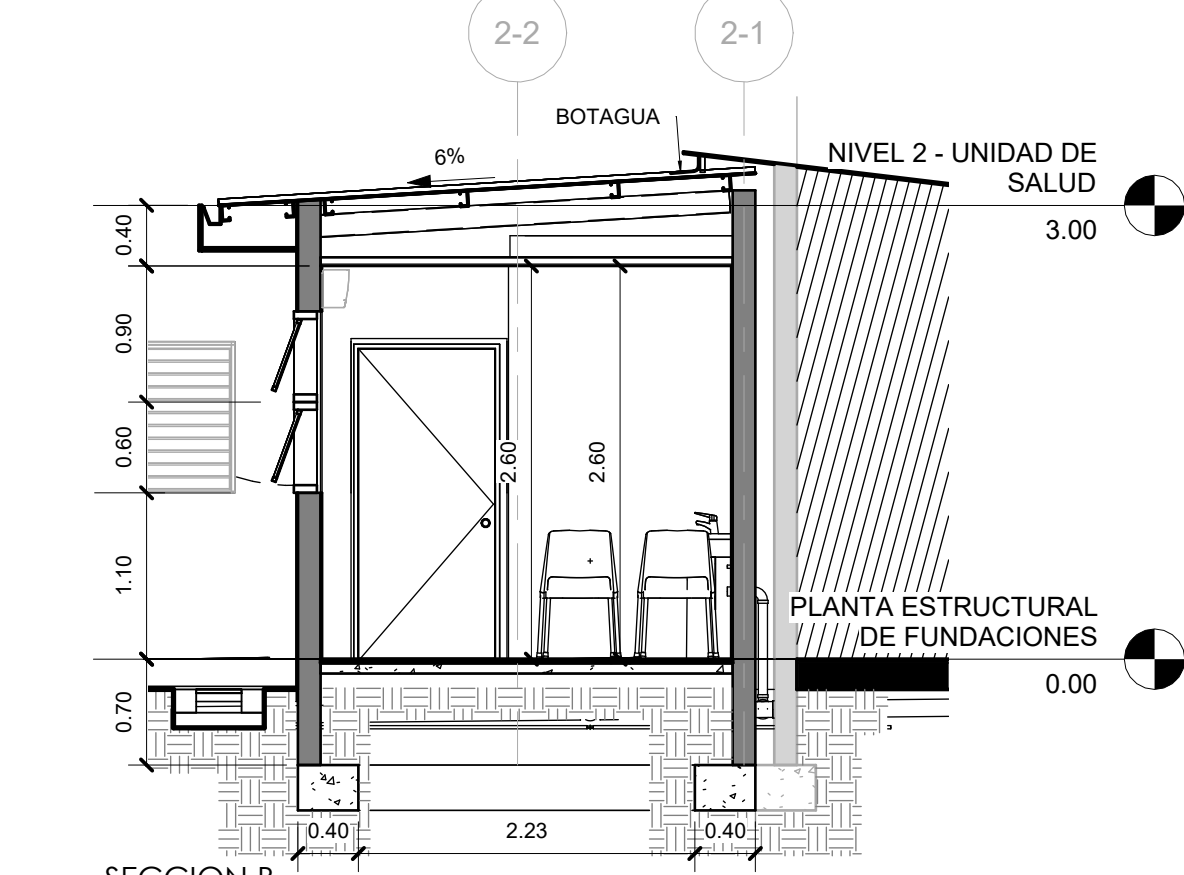 2-2
2-1
BOTAGUA
6%
NIVEL 2 - UNIDAD DE
SALUD
3.00
0.40
0.90
0.60
1.10
0.70
2.60
2.60
PLANTA ESTRUCTURAL
DE FUNDACIONES
0.00
0.40
2.23
0.40
SECCION B